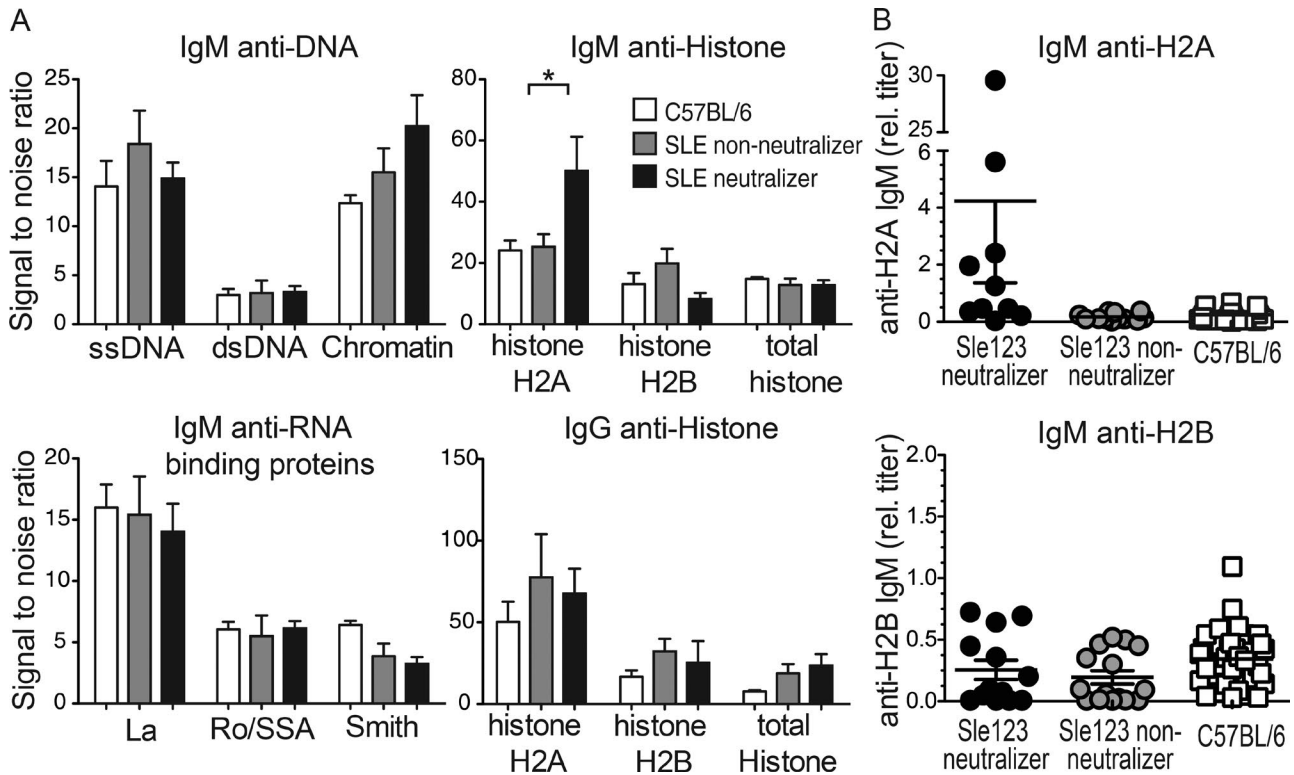 A
IgM anti-DNA
Signal to noise ratio
25
20
15
10
5
0
ssDNA dsDNA Chromatin
IgM anti-Histone
80
60
40
20
0
*
C57BL/6
SLE non-neutralizer
SLE neutralizer
histone histone total
H2A H2B histone
IgM anti-RNA
binding proteins
Signal to noise ratio
20
15
10
5
0
La Ro/SSA Smith
IgG anti-Histone
150
100
50
0
histone histone total
H2A H2B Histone
B
IgM anti-H2A
anti-H2A IgM (rel. titer)
30
25
6
4
2
0
Sle123 Sle123 non- C57BL/6
neutralizer neutralizer
IgM anti-H2B
anti-H2B IgM (rel. titer)
2.0
1.5
1.0
0.5
0.0
Sle123 Sle123 non- C57BL/6
neutralizer neutralizer